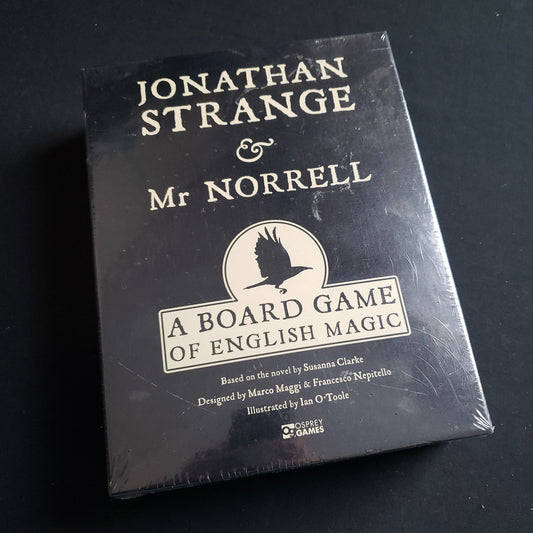 JONATHAN
STRANGE
&
Mr NORRELL
A BOARD GAME
OF ENGLISH MAGIC
Based on the novel by Susanna Clarke
Designed by Marco Maggi & Francesco Nepitello
Illustrated by Ian O'Toole
OSPREY
GAMES